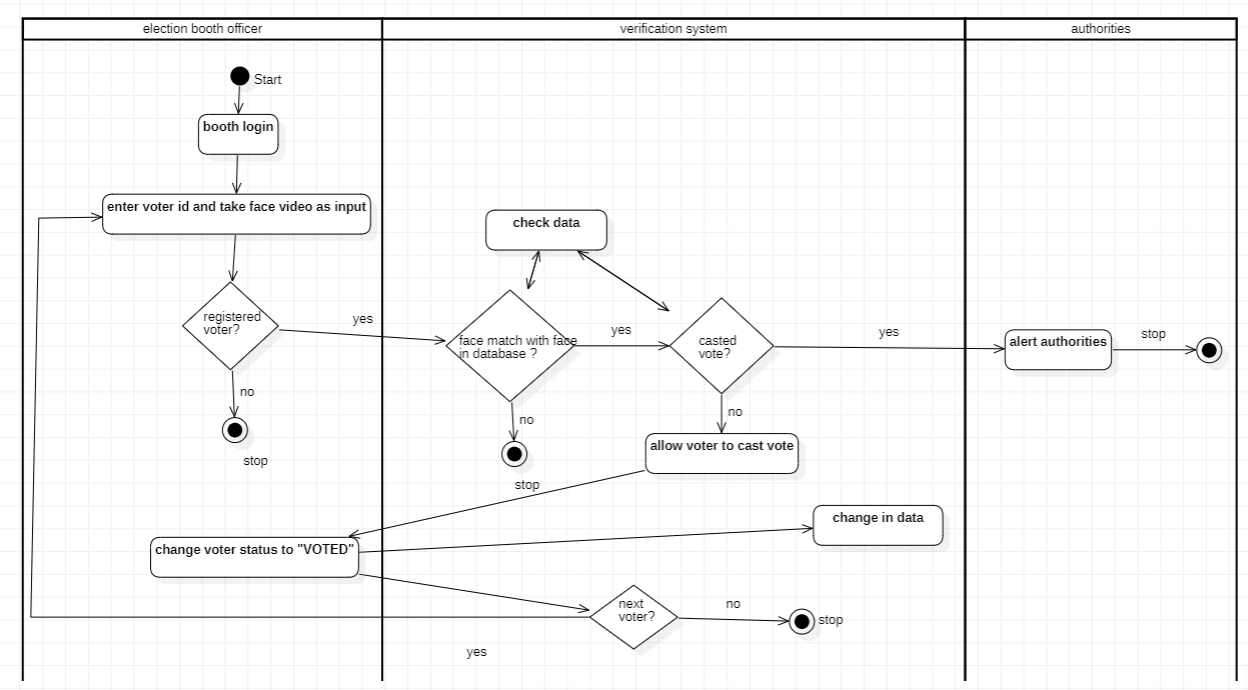 election booth officer
verification system
authorities
Start
booth login
enter voter id and take face video as input
check data
registered
voter?
yes
face match with face
in database ?
yes
casted
vote?
yes
alert authorities
stop
no
stop
no
stop
no
allow voter to cast vote
change in data
change voter status to "VOTED"
next
voter?
no
stop
yes